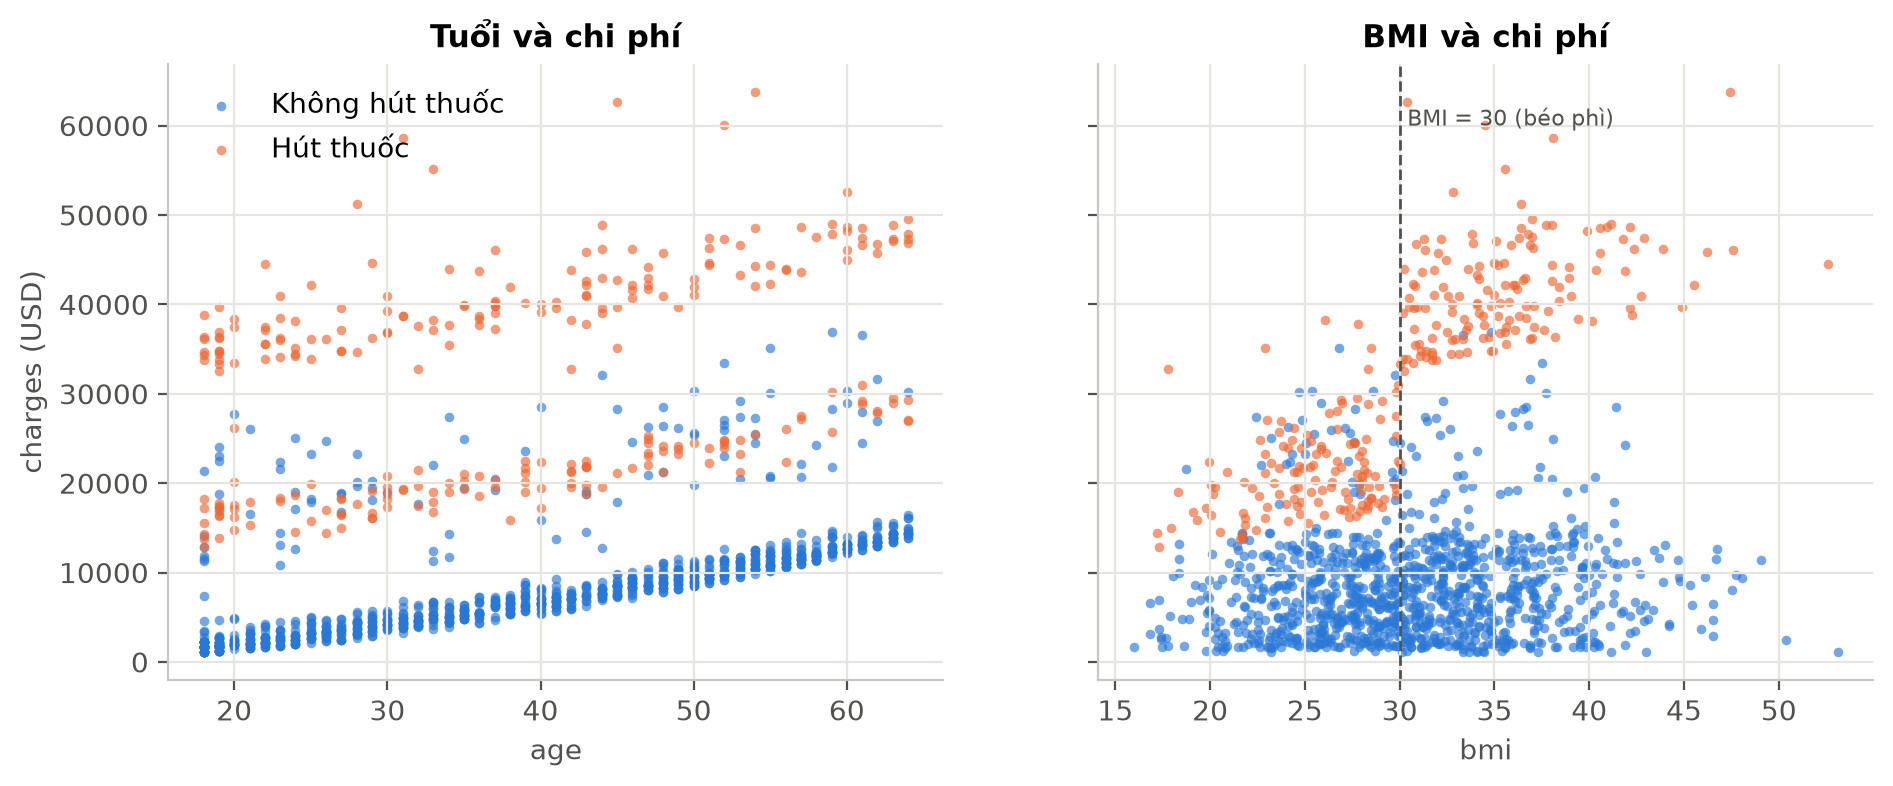 Tuổi và chi phí
Không hút thuốc
Hút thuốc
charges (USD)
60000
50000
40000
30000
20000
10000
0
20 30 40 50 60
age
BMI và chi phí
BMI = 30 (béo phì)
15 20 25 30 35 40 45 50
bmi